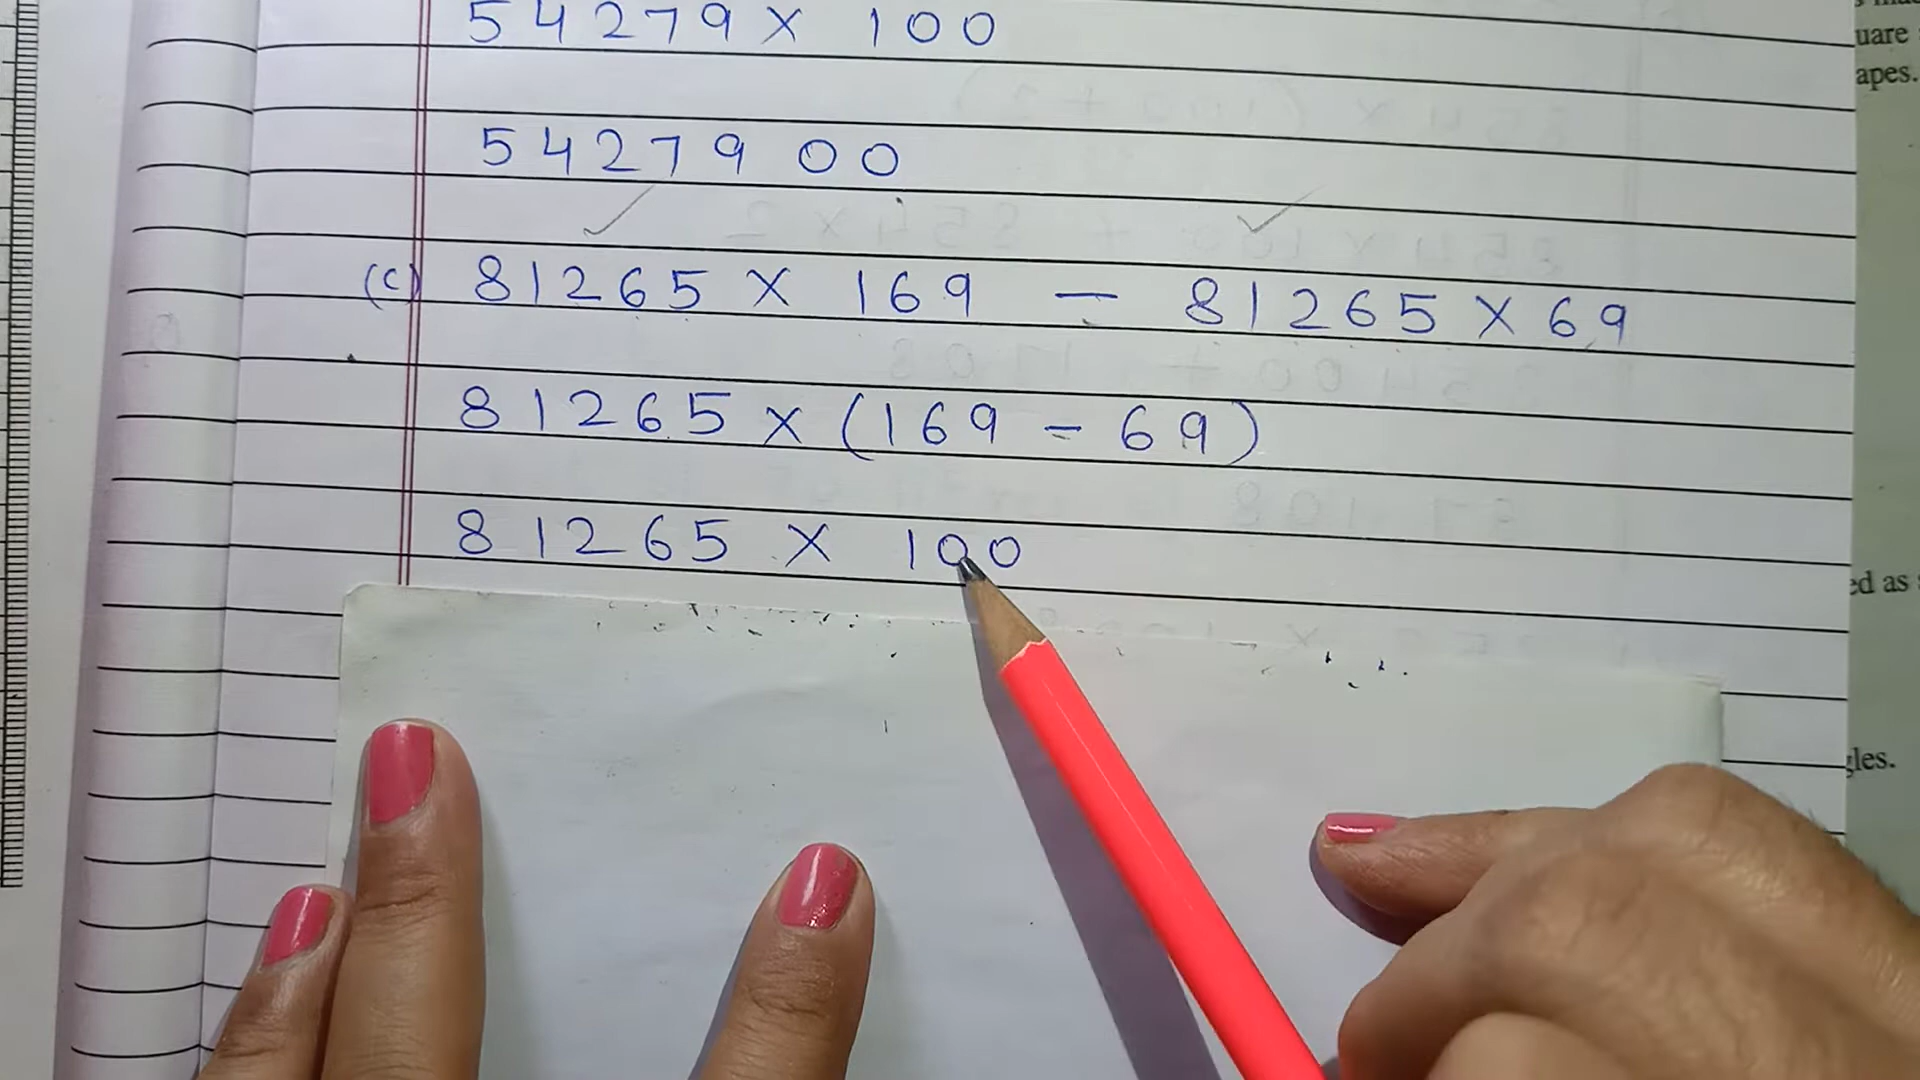 54279 × 100
5427900
(c) 81265 × 169 - 81265 × 69
81265 × (169 - 69)
81265 × 100
uare
apes.
ed as
gles.